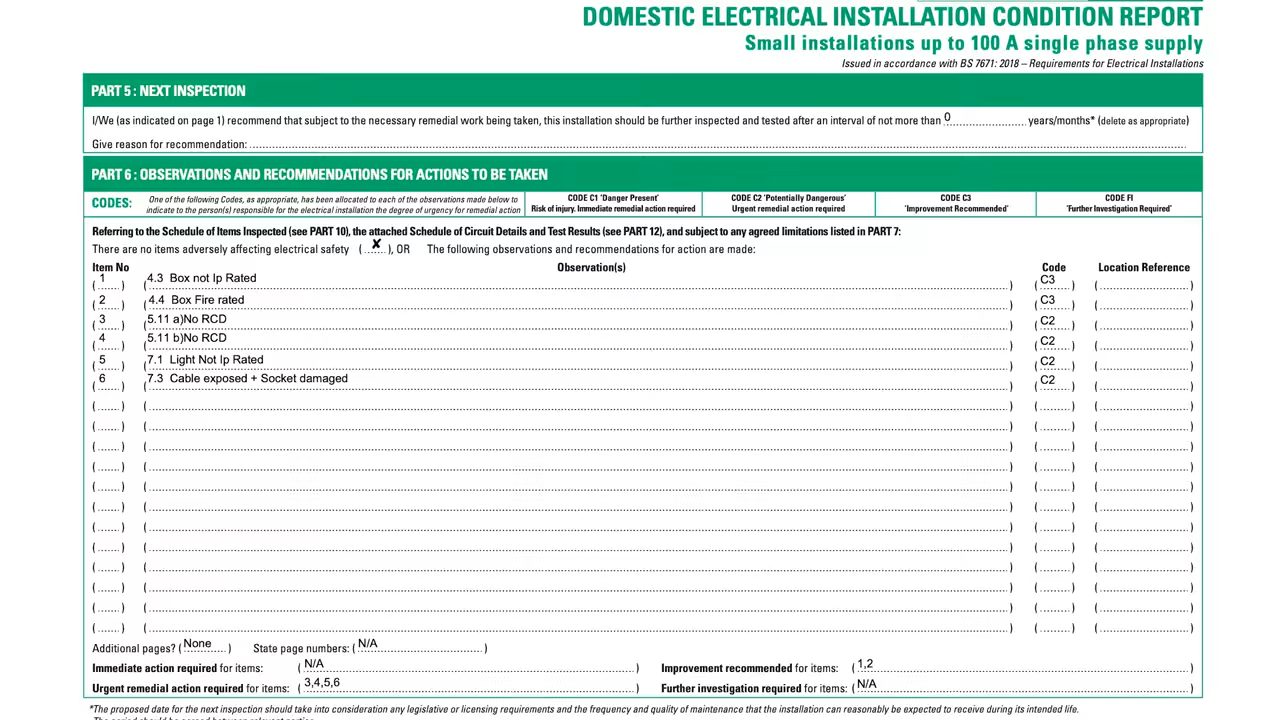 DOMESTIC ELECTRICAL INSTALLATION CONDITION REPORT
Small installations up to 100 A single phase supply
Issued in accordance with BS 7671: 2018 – Requirements for Electrical Installations
PART 5 : NEXT INSPECTION
I/We (as indicated on page 1) recommend that subject to the necessary remedial work being taken, this installation should be further inspected and tested after an interval of not more than 0 years/months* (delete as appropriate)
Give reason for recommendation:
PART 6 : OBSERVATIONS AND RECOMMENDATIONS FOR ACTIONS TO BE TAKEN
CODES: One of the following Codes, as appropriate, has been allocated to each of the observations made below to
indicate to the person(s) responsible for the electrical installation the degree of urgency for remedial action
CODE C1 'Danger Present'
Risk of injury. Immediate remedial action required
CODE C2 'Potentially Dangerous'
Urgent remedial action required
CODE C3
'Improvement Recommended'
CODE FI
'Further Investigation Required'
Referring to the Schedule of Items Inspected (see PART 10), the attached Schedule of Circuit Details and Test Results (see PART 12), and subject to any agreed limitations listed in PART 7:
There are no items adversely affecting electrical safety ( ✘ ), OR The following observations and recommendations for action are made:
Item No Observation(s) Code Location Reference
( 1 ) ( 4.3 Box not Ip Rated ) ( C3 ) ( )
( 2 ) ( 4.4 Box Fire rated ) ( C3 ) ( )
( 3 ) ( 5.11 a)No RCD ) ( C2 ) ( )
( 4 ) ( 5.11 b)No RCD ) ( C2 ) ( )
( 5 ) ( 7.1 Light Not Ip Rated ) ( C2 ) ( )
( 6 ) ( 7.3 Cable exposed + Socket damaged ) ( C2 ) ( )
Additional pages? ( None ) State page numbers: ( N/A )
Immediate action required for items: ( N/A ) Improvement recommended for items: ( 1,2 )
Urgent remedial action required for items: ( 3,4,5,6 ) Further investigation required for items: ( N/A )
*The proposed date for the next inspection should take into consideration any legislative or licensing requirements and the frequency and quality of maintenance that the installation can reasonably be expected to receive during its intended life.